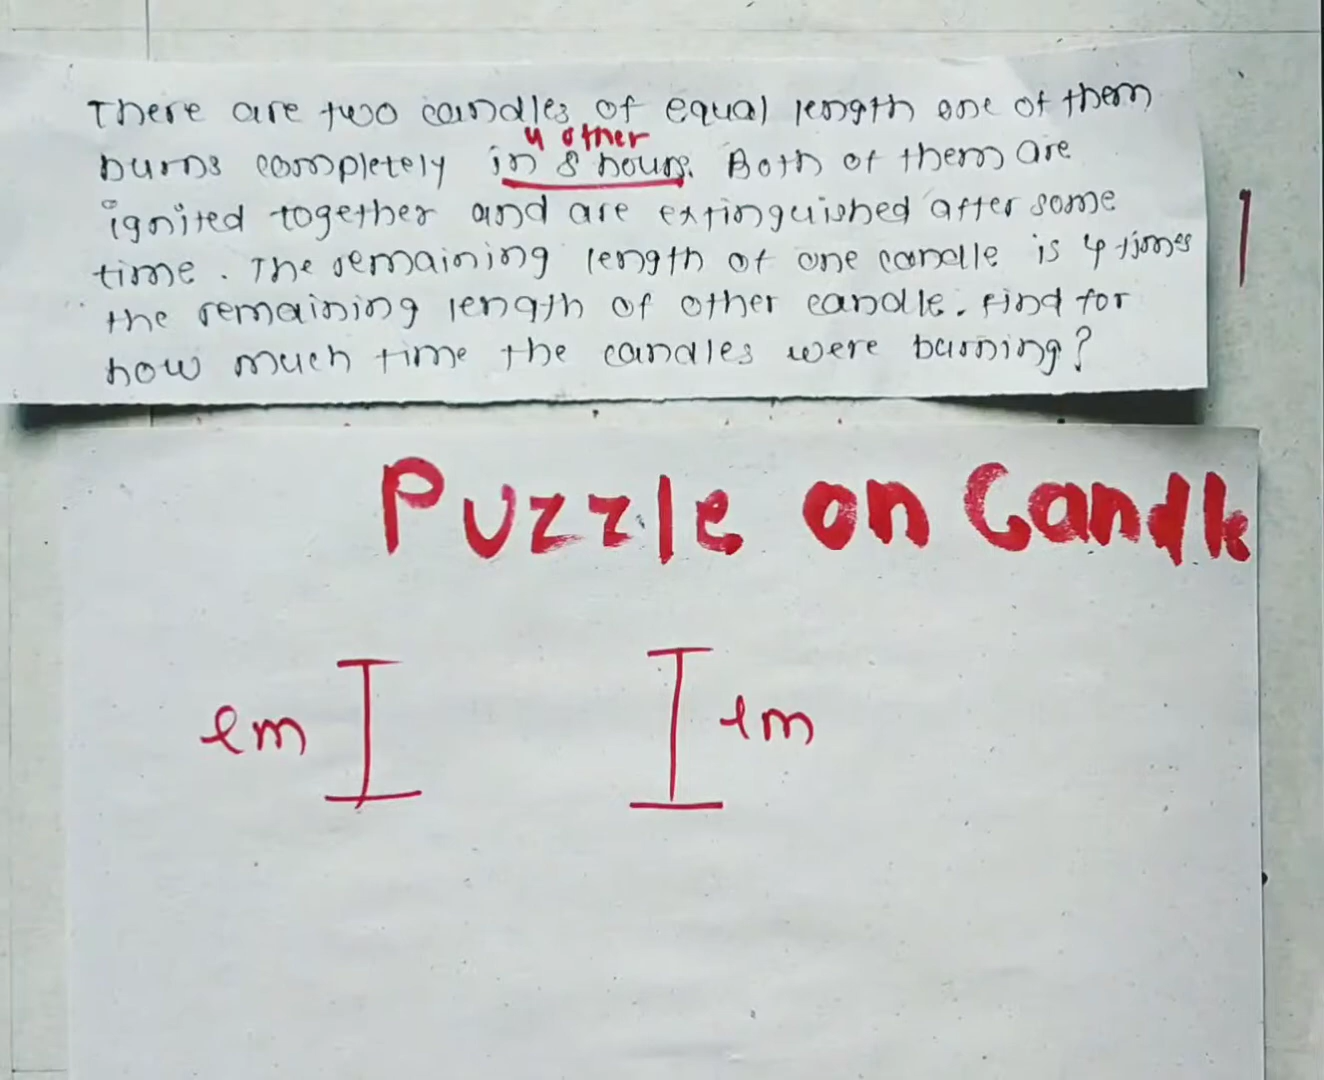 There are two candles of equal length one of them
4 other
burns completely in 8 hours. Both of them are
ignited together and are extinguished after some
time. The remaining length of one candle is 4 times
the remaining length of other candle. Find for
how much time the candles were burning?
Puzzle on Candle
lm
lm